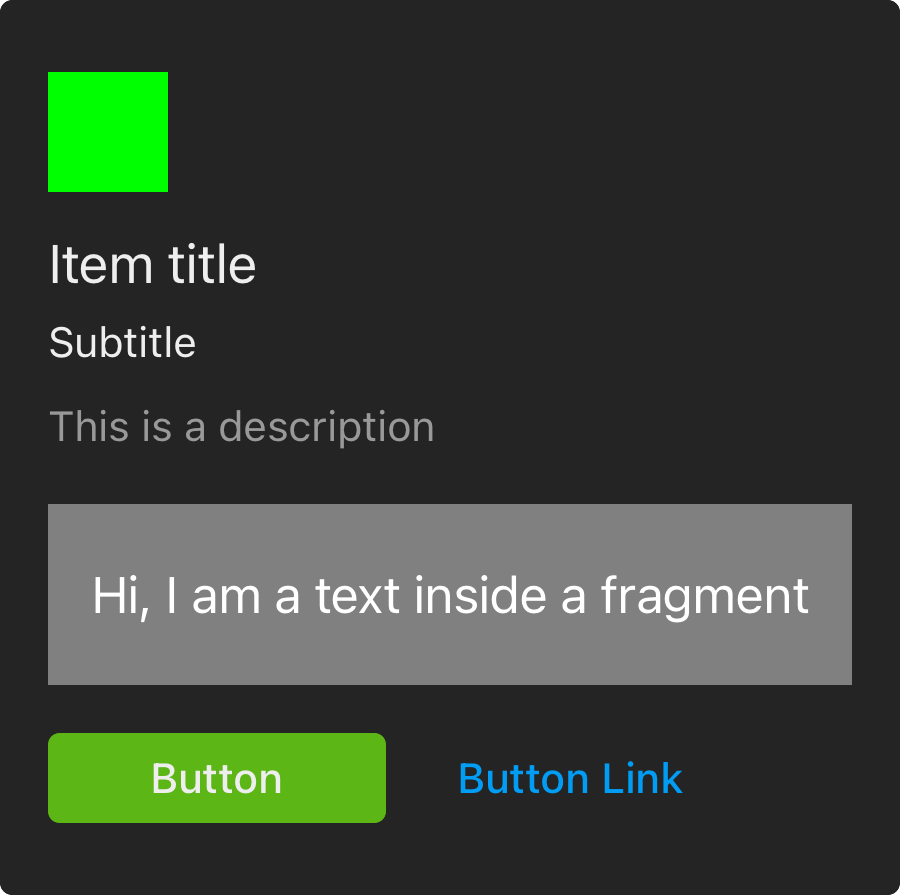 Item title
Subtitle
This is a description
Hi, I am a text inside a fragment
Button
Button Link